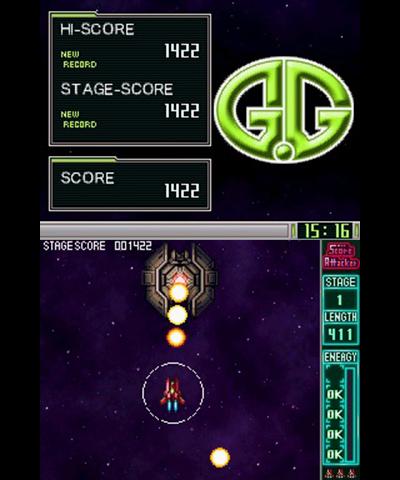 HI-SCORE
NEW
RECORD
1422
STAGE-SCORE
NEW
RECORD
1422
SCORE
1422
G.G
15:16
STAGESCORE 001422
Score
Attacker
STAGE
1
LENGTH
411
ENERGY
OK
OK
OK
OK